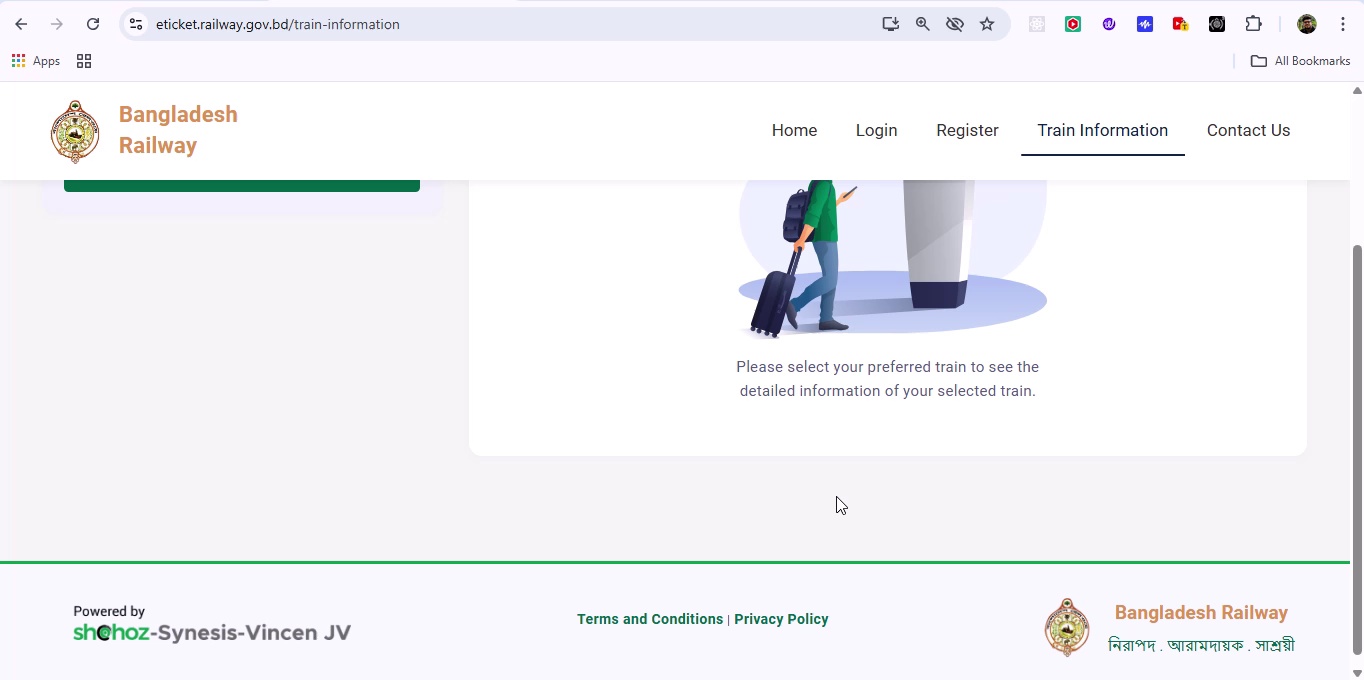 eticket.railway.gov.bd/train-information
Apps
All Bookmarks
Bangladesh
Railway
Home
Login
Register
Train Information
Contact Us
Please select your preferred train to see the
detailed information of your selected train.
Powered by
shohoz-Synesis-Vincen JV
Terms and Conditions | Privacy Policy
Bangladesh Railway
নিরাপদ . আরামদায়ক . সাশ্রয়ী